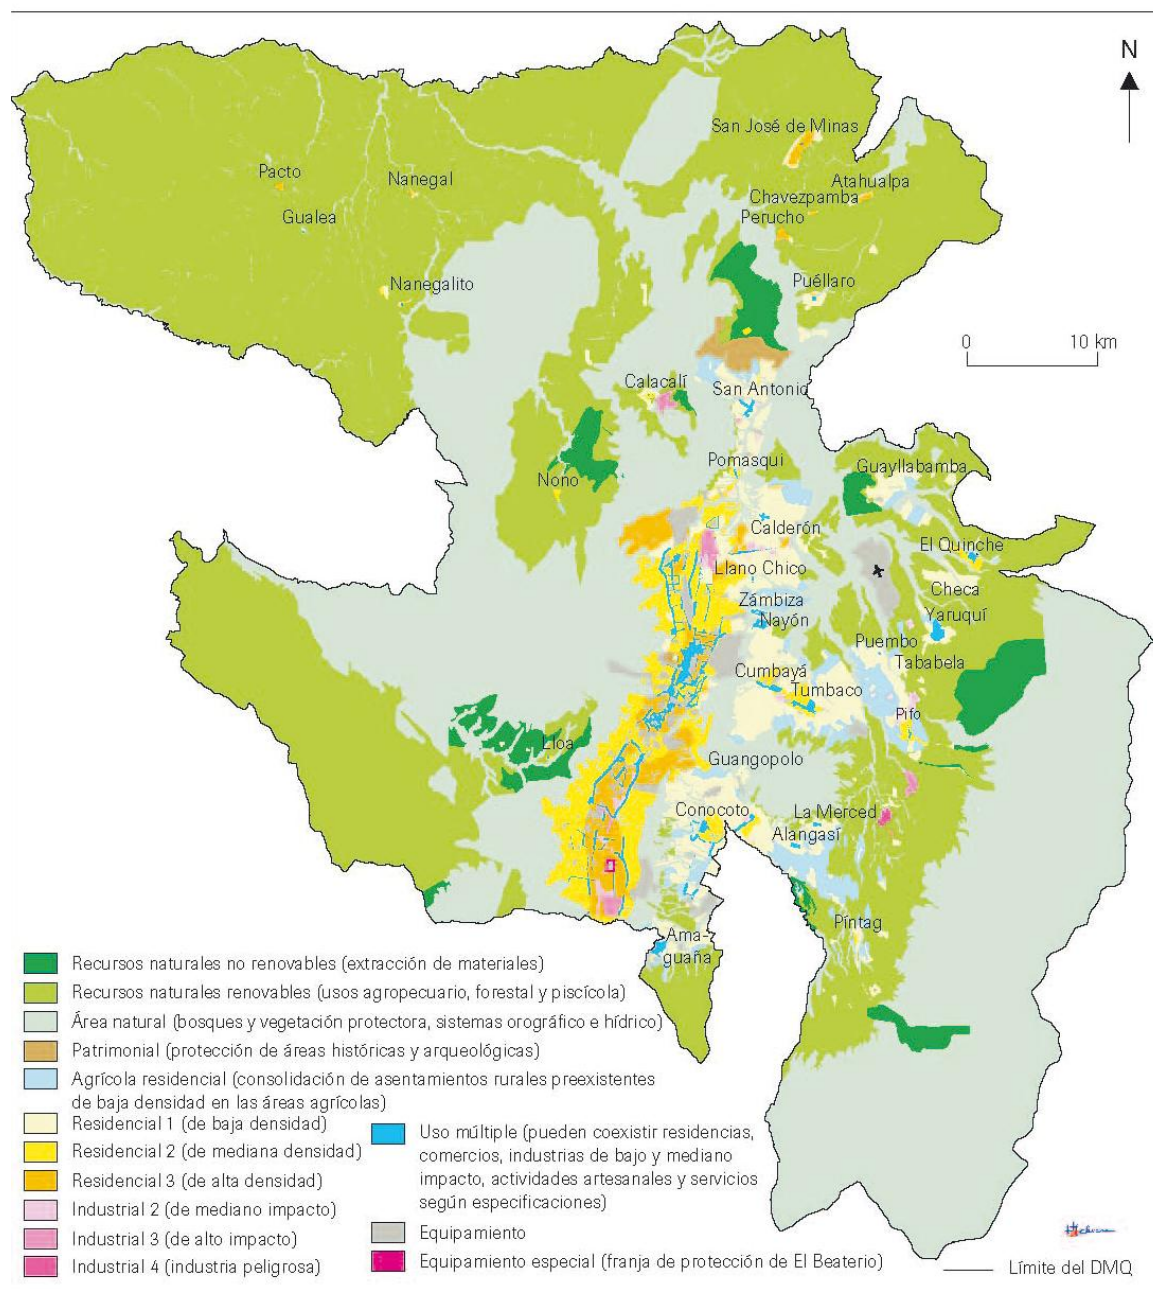 N
San José de Minas
Atahualpa
Pacto
Nanegal
Chavezpamba
Gualea
Perucho
Nanegalito
Puéllaro
0 10 km
Calacalí
San Antonio
Pomasqui
Guayllabamba
Nono
Calderón
El Quinche
Llano Chico
Checa
Zámbiza
Yaruquí
Nayón
Puembo
Tababela
Cumbayá
Tumbaco
Pifo
Lloa
Guangopolo
Conocoto
La Merced
Alangasí
Píntag
Ama-
guaña
Recursos naturales no renovables (extracción de materiales)
Recursos naturales renovables (usos agropecuario, forestal y piscícola)
Área natural (bosques y vegetación protectora, sistemas orográfico e hídrico)
Patrimonial (protección de áreas históricas y arqueológicas)
Agrícola residencial (consolidación de asentamientos rurales preexistentes
de baja densidad en las áreas agrícolas)
Residencial 1 (de baja densidad)
Residencial 2 (de mediana densidad)
Residencial 3 (de alta densidad)
Industrial 2 (de mediano impacto)
Industrial 3 (de alto impacto)
Industrial 4 (industria peligrosa)
Uso múltiple (pueden coexistir residencias,
comercios, industrias de bajo y mediano
impacto, actividades artesanales y servicios
según especificaciones)
Equipamiento
Equipamiento especial (franja de protección de El Beaterio)
Límite del DMQ